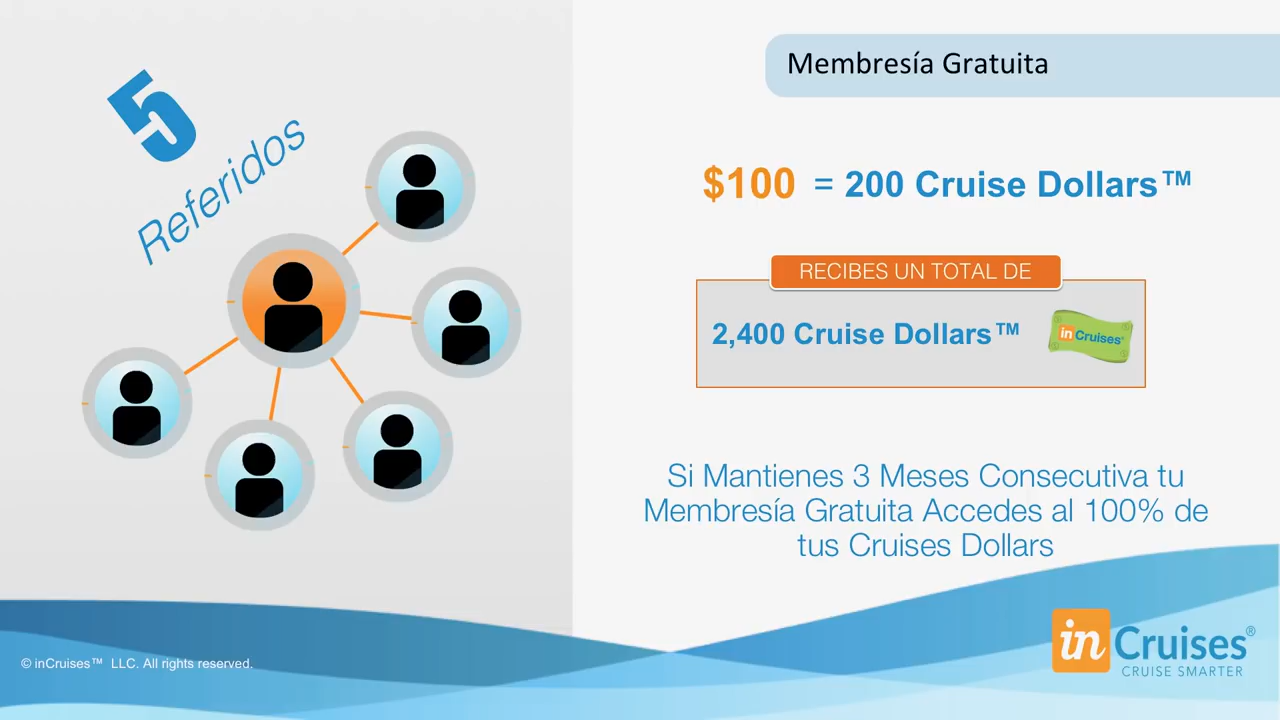 5
Referidos
Membresía Gratuita
$100 = 200 Cruise Dollars™
RECIBES UN TOTAL DE
2,400 Cruise Dollars™
inCruises®
Si Mantienes 3 Meses Consecutiva tu
Membresía Gratuita Accedes al 100% de
tus Cruises Dollars
© inCruises™ LLC. All rights reserved.
inCruises®
CRUISE SMARTER